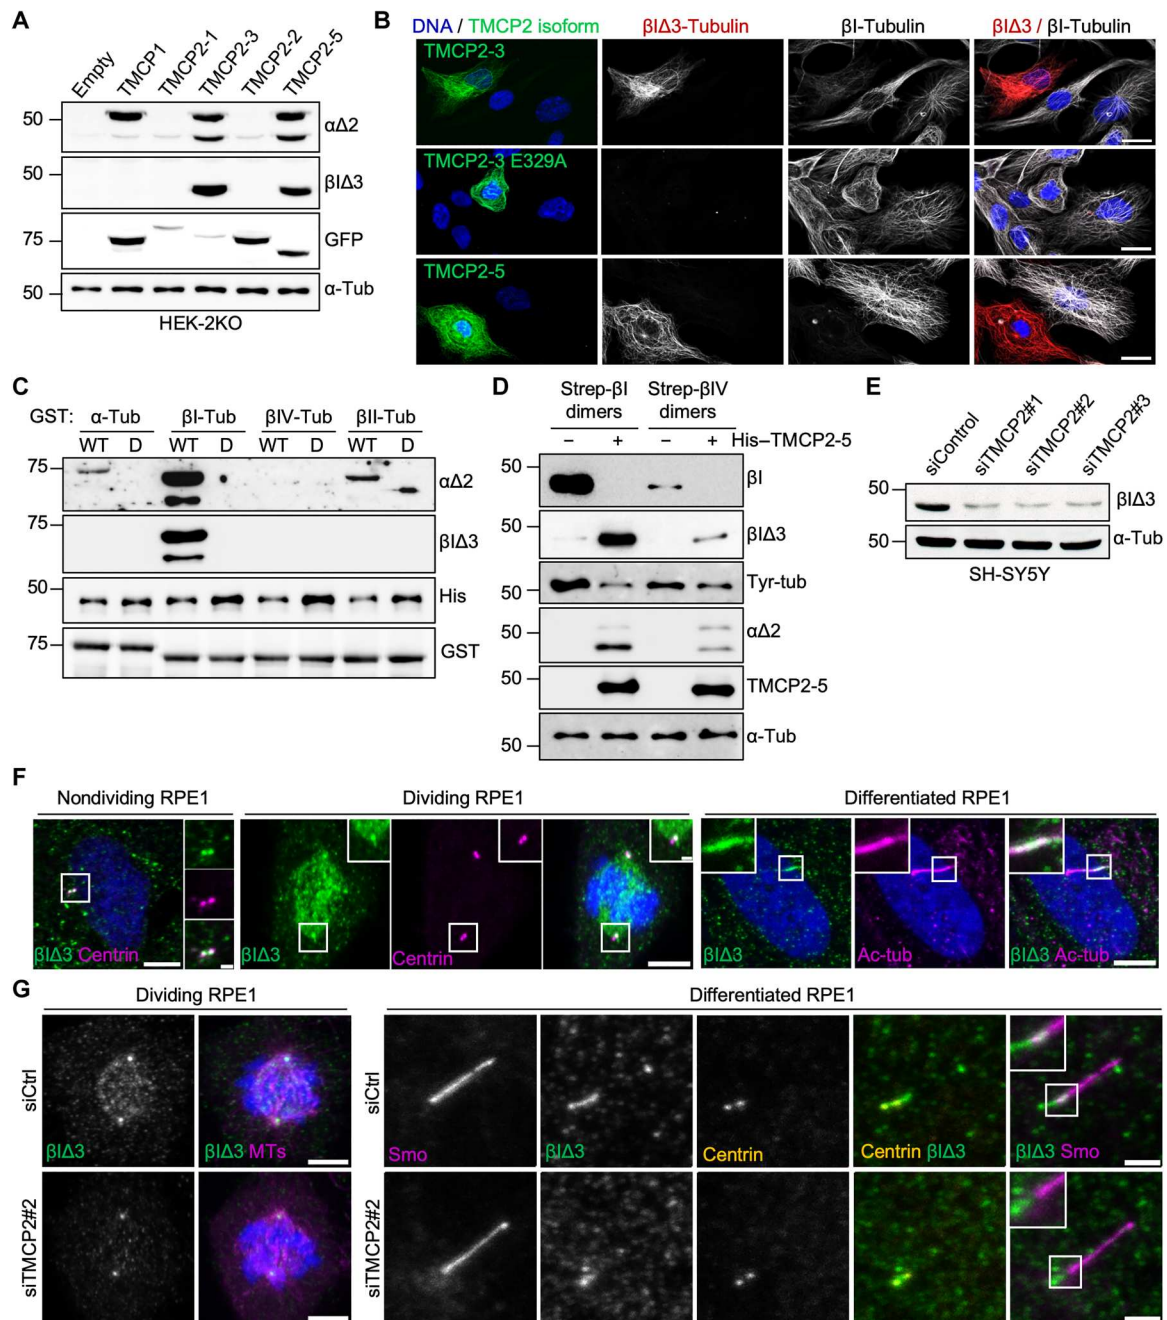 A
Empty
TMCP1
TMCP2-1
TMCP2-3
TMCP2-2
TMCP2-5
50
αΔ2
50
βIΔ3
75
GFP
50
α-Tub
HEK-2KO
B
DNA / TMCP2 isoform
βIΔ3-Tubulin
βI-Tubulin
βIΔ3 / βI-Tubulin
TMCP2-3
TMCP2-3 E329A
TMCP2-5
C
GST: α-Tub βI-Tub βIV-Tub βII-Tub
WT D WT D WT D WT D
75
αΔ2
75
βIΔ3
50
His
75
GST
D
Strep-βI dimers
Strep-βIV dimers
– + – + His–TMCP2-5
50
βI
50
βIΔ3
50
Tyr-tub
50
αΔ2
50
TMCP2-5
50
α-Tub
E
siControl
siTMCP2#1
siTMCP2#2
siTMCP2#3
50
βIΔ3
50
α-Tub
SH-SY5Y
F
Nondividing RPE1
Dividing RPE1
Differentiated RPE1
βIΔ3 Centrin
βIΔ3
Centrin
βIΔ3
Ac-tub
βIΔ3 Ac-tub
G
Dividing RPE1
Differentiated RPE1
siCtrl
βIΔ3
βIΔ3 MTs
Smo
βIΔ3
Centrin
Centrin βIΔ3
βIΔ3 Smo
siTMCP2#2